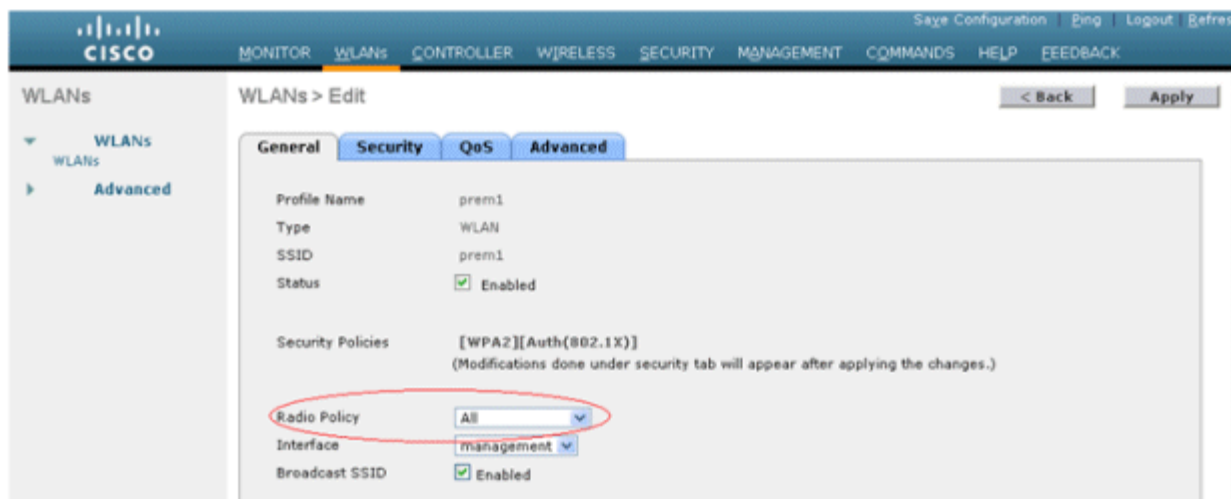 Save Configuration | Ping | Logout | Refres
CISCO
MONITOR WLANs CONTROLLER WIRELESS SECURITY MANAGEMENT COMMANDS HELP FEEDBACK
WLANs
WLANs > Edit
< Back
Apply
WLANs
WLANs
Advanced
General Security QoS Advanced
Profile Name prem1
Type WLAN
SSID prem1
Status Enabled
Security Policies [WPA2][Auth(802.1X)]
(Modifications done under security tab will appear after applying the changes.)
Radio Policy All
Interface management
Broadcast SSID Enabled